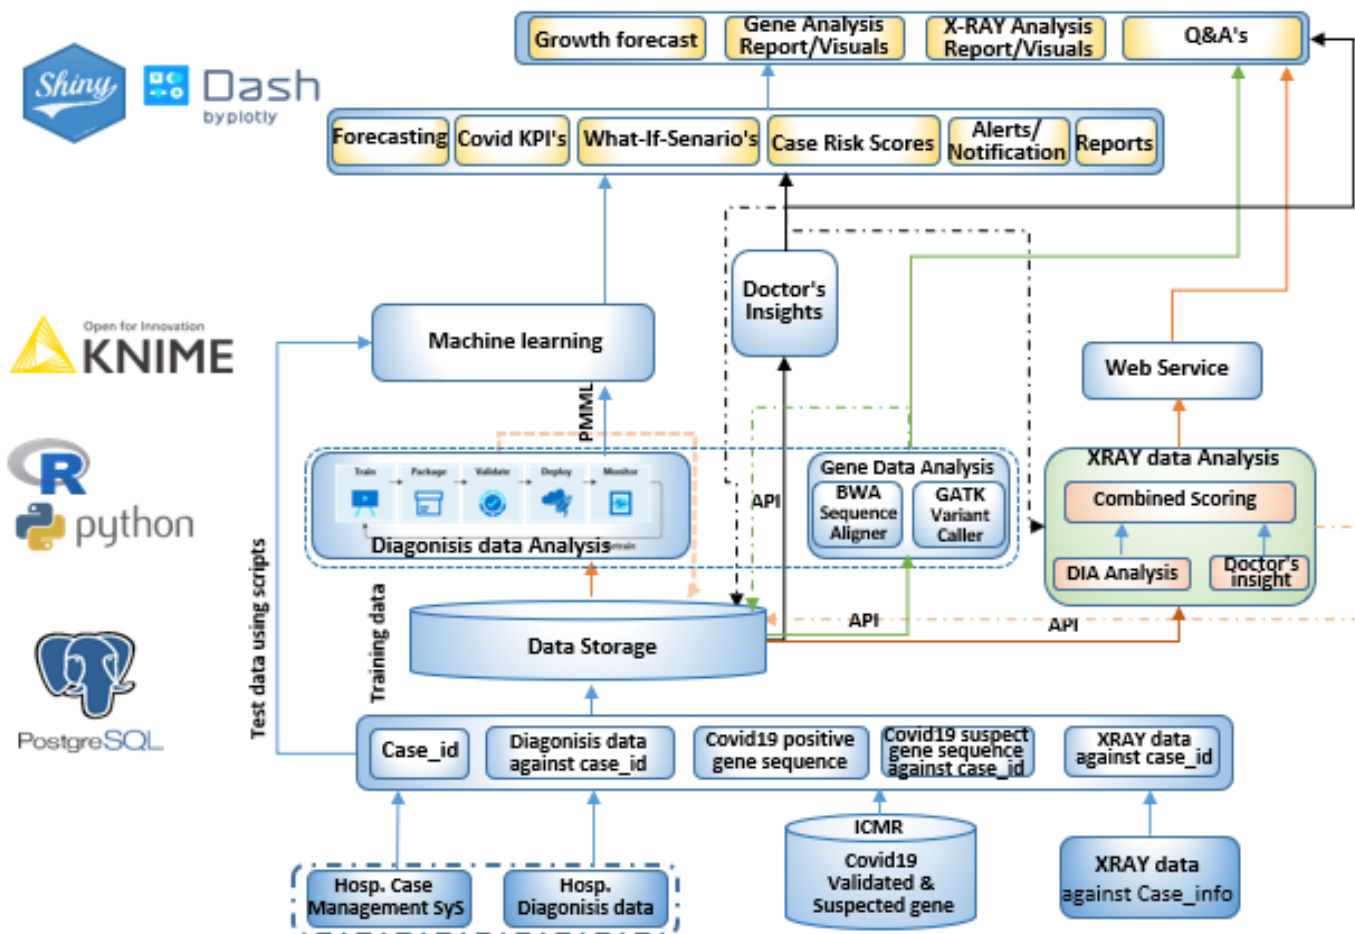 Growth forecast
Gene Analysis
Report/Visuals
X-RAY Analysis
Report/Visuals
Q&A's
Shiny
Dash
by plotly
Forecasting
Covid KPI's
What-If-Senario's
Case Risk Scores
Alerts/
Notification
Reports
Doctor's
Insights
Open for Innovation
KNIME
Machine learning
Web Service
PMML
Train
Package
Validate
Deploy
Monitor
Diagonisis data Analysis
Gene Data Analysis
BWA
Sequence
Aligner
GATK
Variant
Caller
API
XRAY data Analysis
Combined Scoring
DIA Analysis
Doctor's
insight
R
python
Test data using scripts
Training data
Data Storage
API
API
PostgreSQL
Case_id
Diagonisis data
against case_id
Covid19 positive
gene sequence
Covid19 suspect
gene sequence
against case_id
XRAY data
against case_id
Hosp. Case
Management SyS
Hosp.
Diagonisis data
ICMR
Covid19
Validated &
Suspected gene
XRAY data
against Case_info